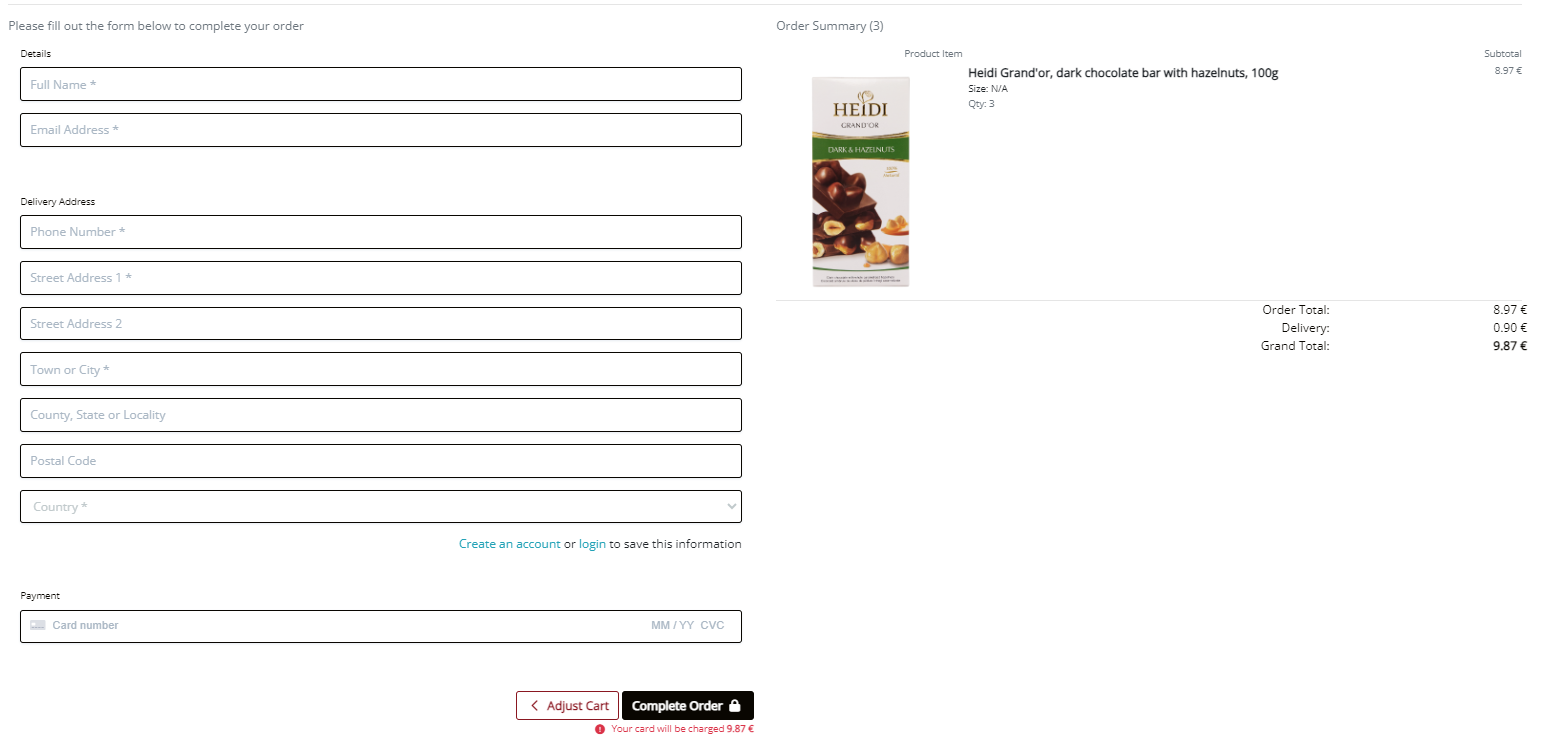 Please fill out the form below to complete your order
Details
Full Name *
Email Address *
Delivery Address
Phone Number *
Street Address 1 *
Street Address 2
Town or City *
County, State or Locality
Postal Code
Country *
Create an account or login to save this information
Payment
Card number MM / YY CVC
Adjust Cart
Complete Order
Your card will be charged 9.87 €
Order Summary (3)
Product Item Subtotal
Heidi Grand'or, dark chocolate bar with hazelnuts, 100g 8.97 €
Size: N/A
Qty: 3
HEIDI
GRAND'OR
DARK & HAZELNUTS
Order Total: 8.97 €
Delivery: 0.90 €
Grand Total: 9.87 €